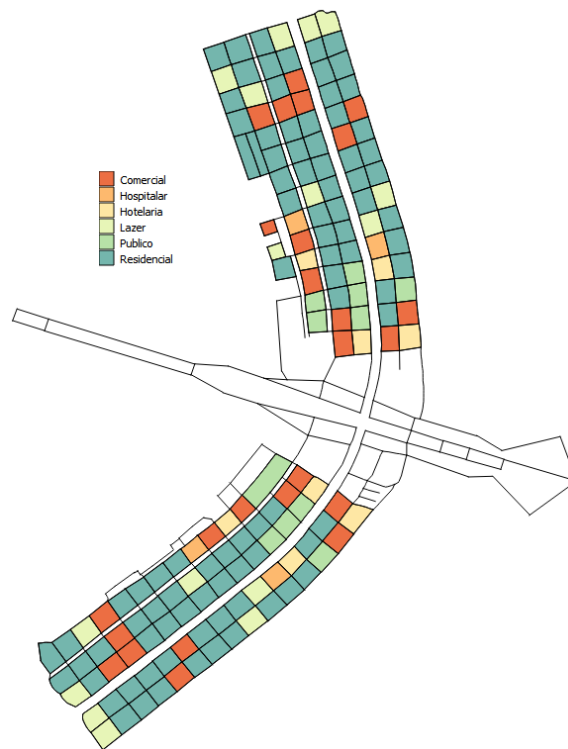 Comercial
Hospitalar
Hotelaria
Lazer
Publico
Residencial